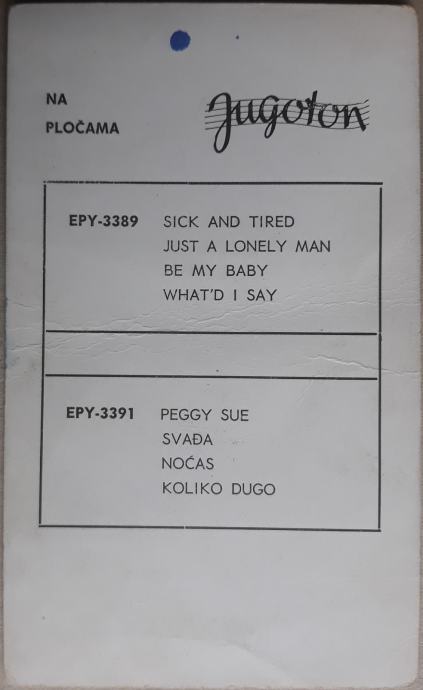 NA
PLOČAMA
Jugoton
EPY-3389 SICK AND TIRED
JUST A LONELY MAN
BE MY BABY
WHAT'D I SAY
EPY-3391 PEGGY SUE
SVAĐA
NOĆAS
KOLIKO DUGO